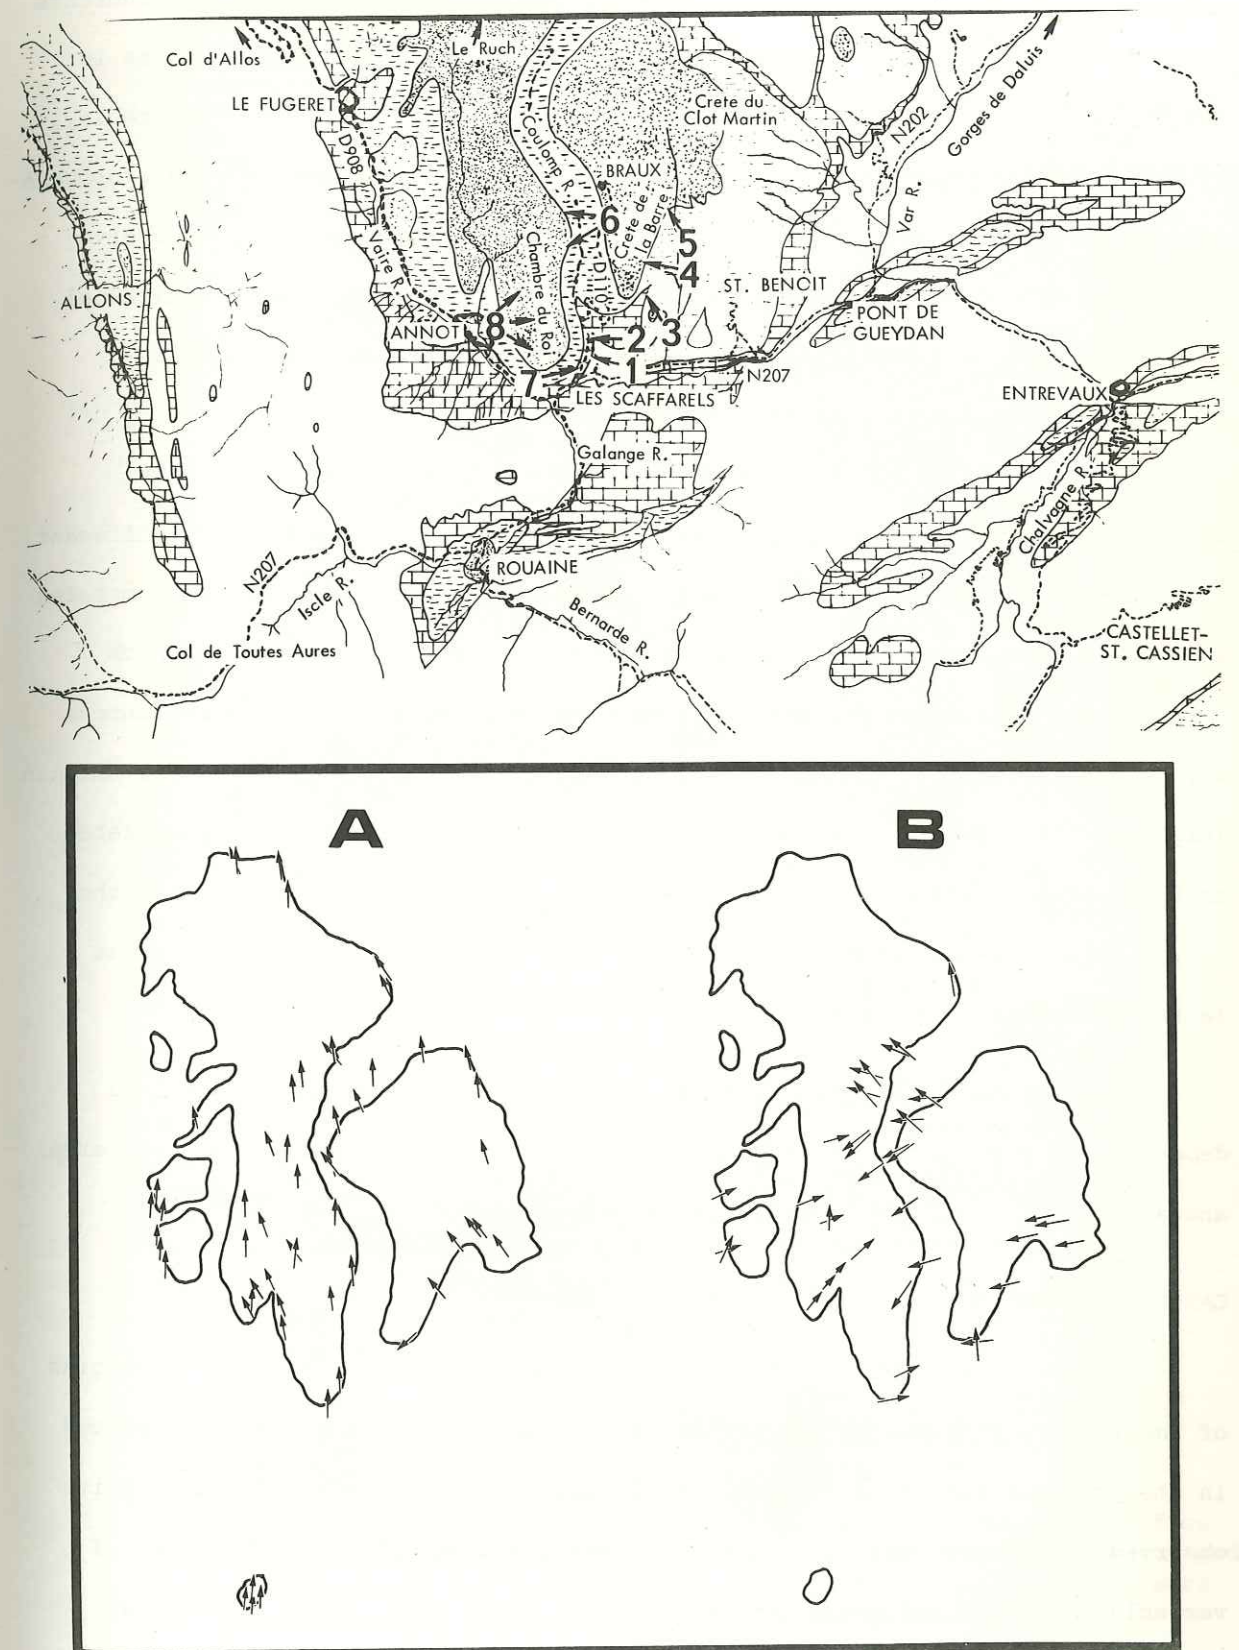 Col d'Allos
Le Ruch
LE FUGERET
D908
Coulomp R.
Crete du
Clot Martin
N202
Gorges de Daluis
BRAUX
6
Crete de
la Barre
5
4
Var R.
Vaire R.
Chambre du Roi
D110
ST. BENOIT
ALLONS
ANNOT
8
2
3
PONT DE
GUEYDAN
7
1
N207
LES SCAFFARELS
ENTREVAUX
Galange R.
Chalvagne R.
ROUAINE
N207
Iscle R.
Bernarde R.
Col de Toutes Aures
CASTELLET-
ST. CASSIEN
A
B